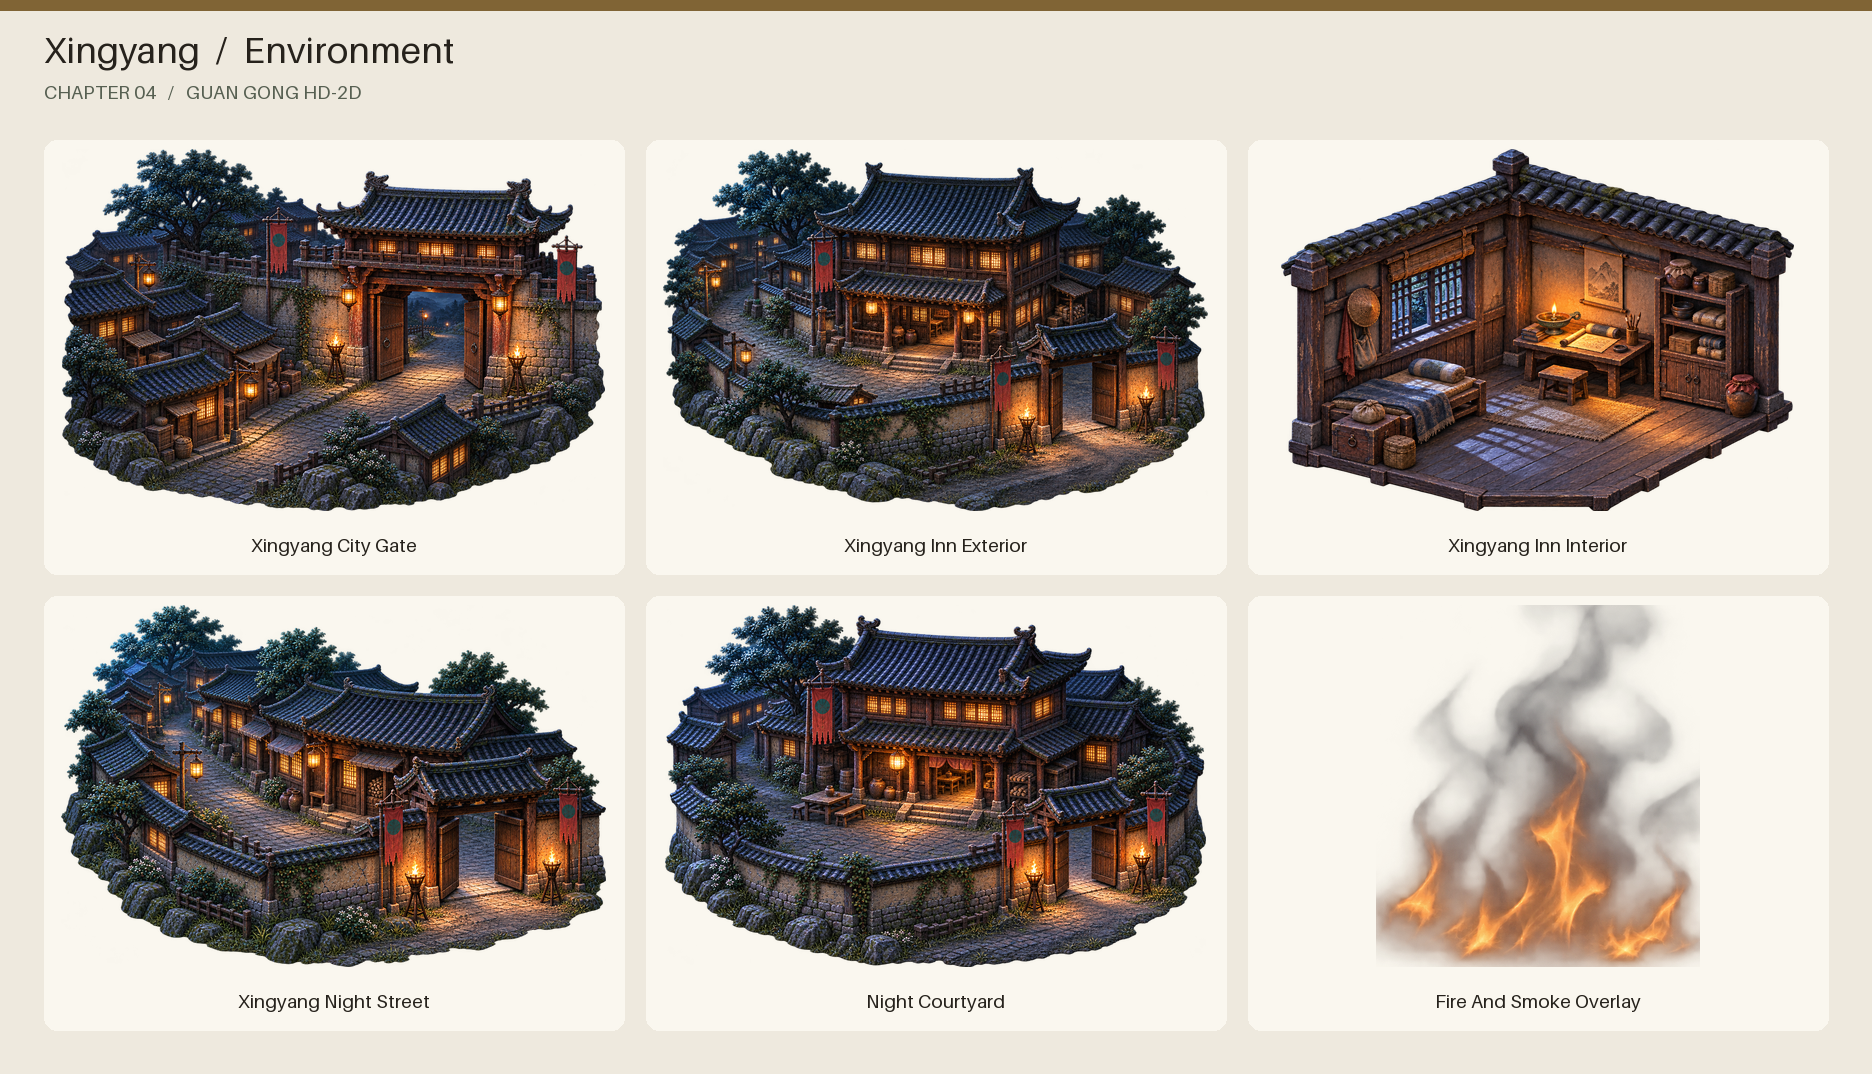 Xingyang / Environment
CHAPTER 04 / GUAN GONG HD-2D
Xingyang City Gate
Xingyang Inn Exterior
Xingyang Inn Interior
Xingyang Night Street
Night Courtyard
Fire And Smoke Overlay